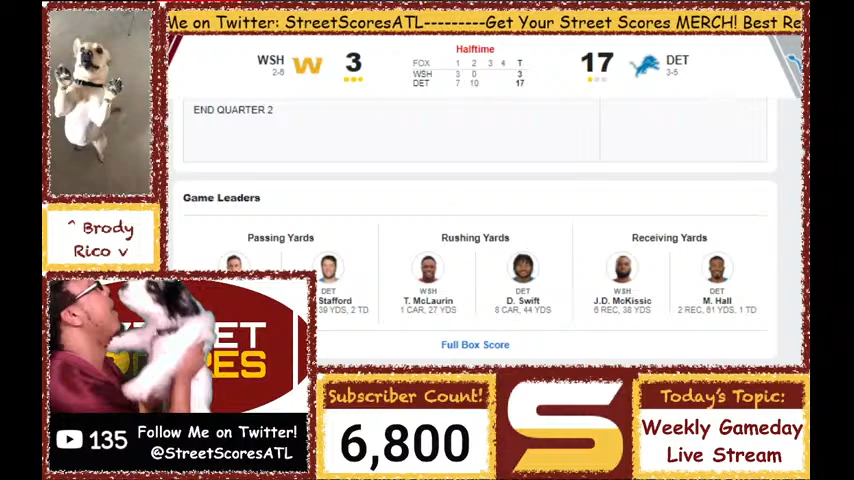 Me on Twitter: StreetScoresATL---------Get Your Street Scores MERCH! Best Re
Halftime
WSH
2-6
3
FOX 1 2 3 4 T
WSH 3 0 3
DET 7 10 17
17
DET
3-5
END QUARTER 2
Game Leaders
Passing Yards
Rushing Yards
Receiving Yards
DET
Stafford
39 YDS, 2 TD
WSH
T. McLaurin
1 CAR, 27 YDS
DET
D. Swift
8 CAR, 44 YDS
WSH
J.D. McKissic
6 REC, 38 YDS
DET
M. Hall
2 REC, 61 YDS, 1 TD
Full Box Score
^ Brody
Rico v
135
Follow Me on Twitter!
@StreetScoresATL
Subscriber Count!
6,800
S
Today's Topic:
Weekly Gameday
Live Stream